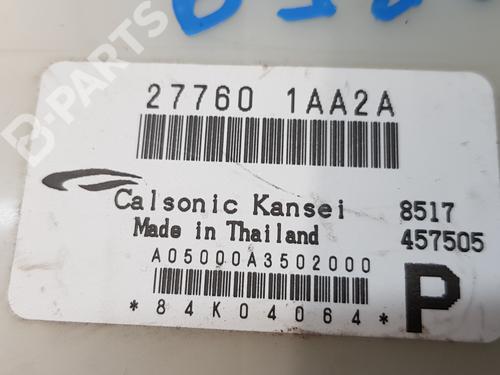 B-PARTS
27760 1AA2A
Calsonic Kansei 8517
Made in Thailand 457505
A05000A3502000
*84K04064*
P